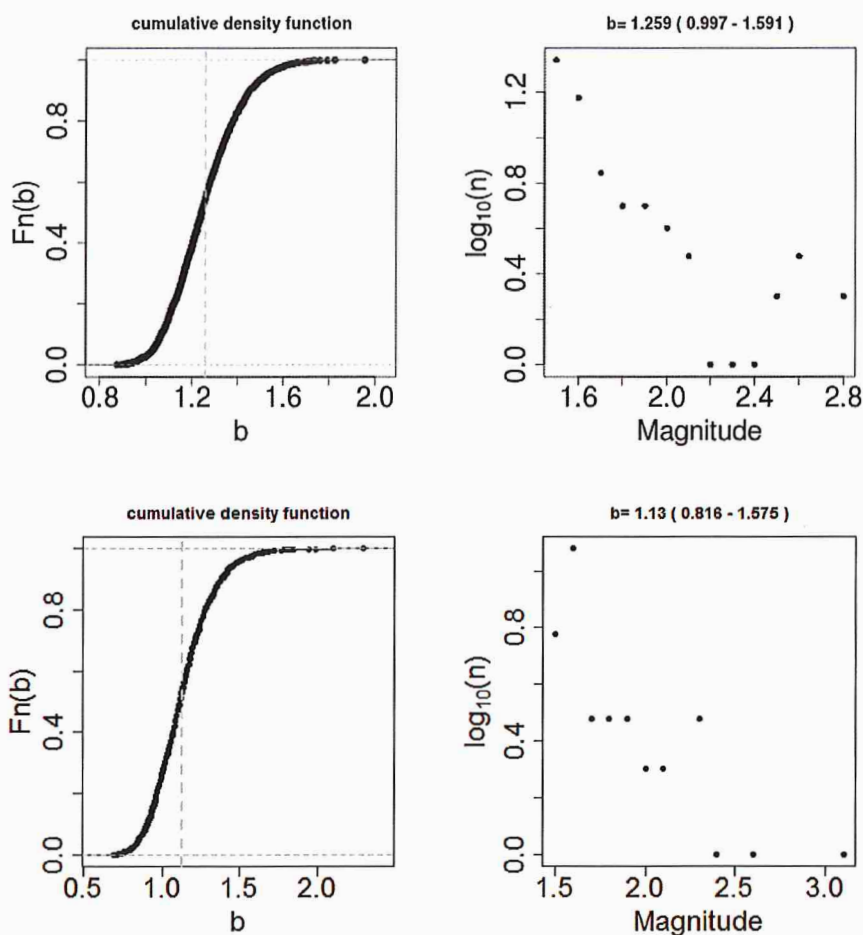 cumulative density function
Fn(b)
0.0 0.4 0.8
0.8 1.2 1.6 2.0
b
b= 1.259 ( 0.997 - 1.591 )
log10(n)
0.0 0.4 0.8 1.2
1.6 2.0 2.4 2.8
Magnitude
cumulative density function
Fn(b)
0.0 0.4 0.8
0.5 1.0 1.5 2.0
b
b= 1.13 ( 0.816 - 1.575 )
log10(n)
0.0 0.4 0.8
1.5 2.0 2.5 3.0
Magnitude